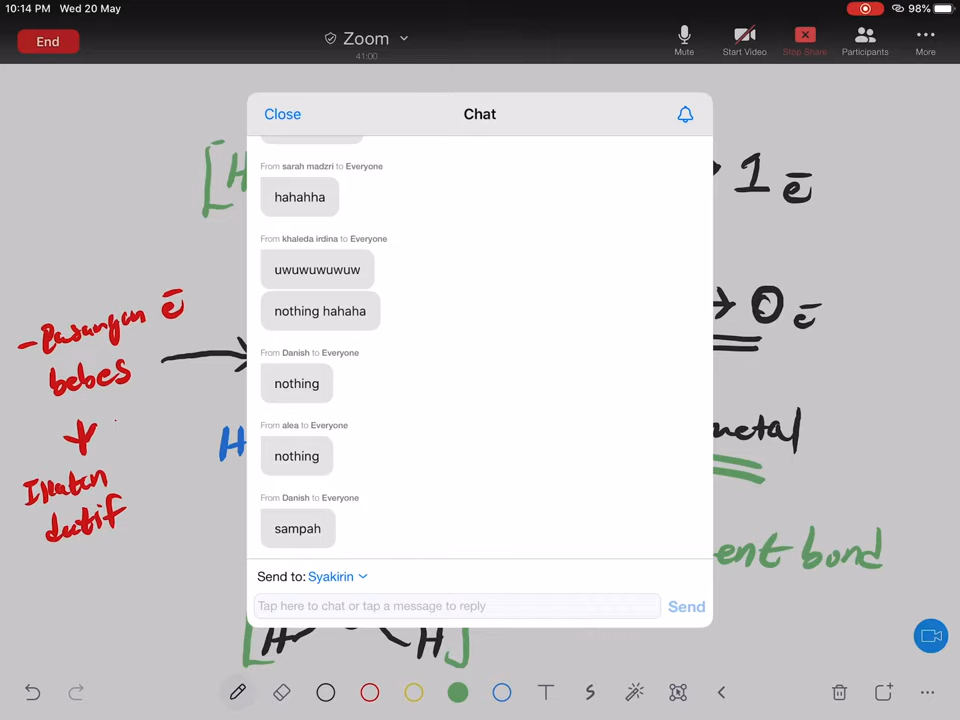 10:14 PM Wed 20 May
98%
End
Zoom
41:00
Mute
Start Video
Stop Share
Participants
More
Close
Chat
From sarah madzri to Everyone
hahahha
From khaleda irdina to Everyone
uwuwuwuwuw
nothing hahaha
From Danish to Everyone
nothing
From alea to Everyone
nothing
From Danish to Everyone
sampah
Send to: Syakirin
Tap here to chat or tap a message to reply
Send
[H
1 ē
→ 0 ē
metal
ent bond
-Pasangan ē
bebes
↓
Ikatan
datif
H
[H
H]
T